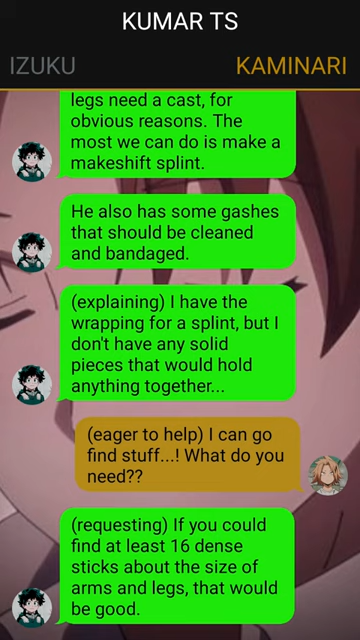 KUMAR TS
IZUKU
KAMINARI
legs need a cast, for
obvious reasons. The
most we can do is make a
makeshift splint.
He also has some gashes
that should be cleaned
and bandaged.
(explaining) I have the
wrapping for a splint, but I
don't have any solid
pieces that would hold
anything together...
(eager to help) I can go
find stuff...! What do you
need??
(requesting) If you could
find at least 16 dense
sticks about the size of
arms and legs, that would
be good.